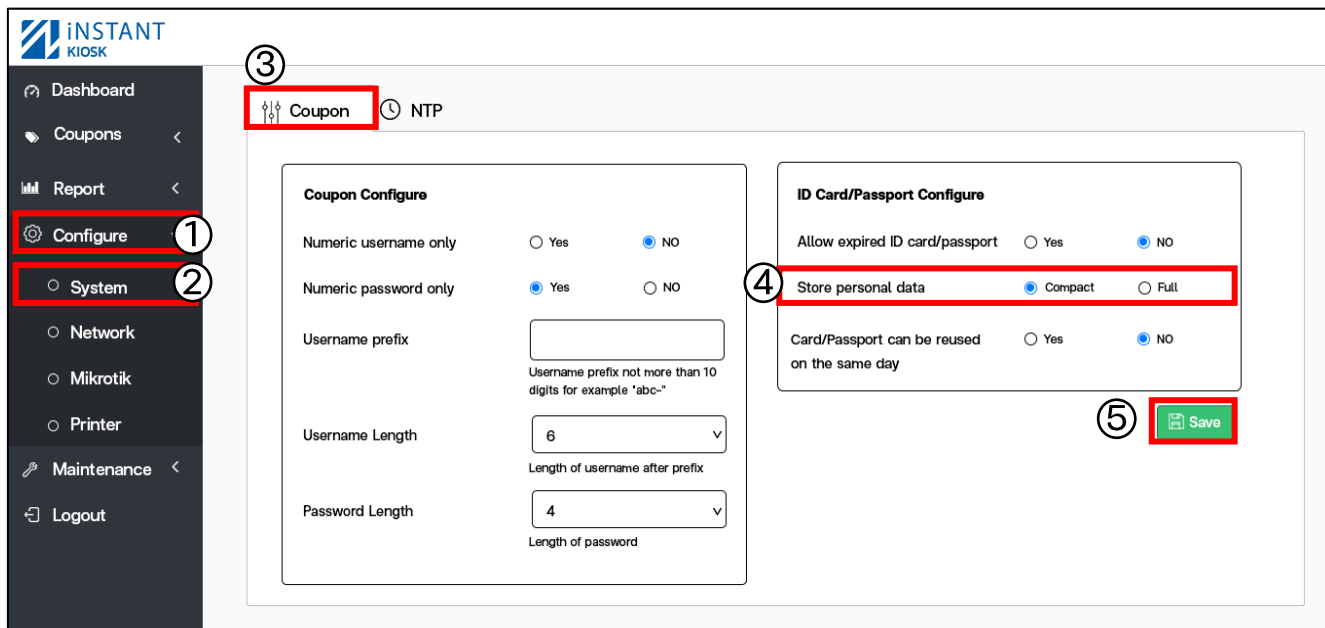 iNSTANT
KIOSK
Dashboard
Coupons
Report
① Configure
② System
Network
Mikrotik
Printer
Maintenance
Logout
③
Coupon
NTP
Coupon Configure
Numeric username only Yes NO
Numeric password only Yes NO
Username prefix
Username prefix not more than 10
digits for example "abc-"
Username Length 6
Length of username after prefix
Password Length 4
Length of password
ID Card/Passport Configure
Allow expired ID card/passport Yes NO
④ Store personal data Compact Full
Card/Passport can be reused Yes NO
on the same day
⑤ Save